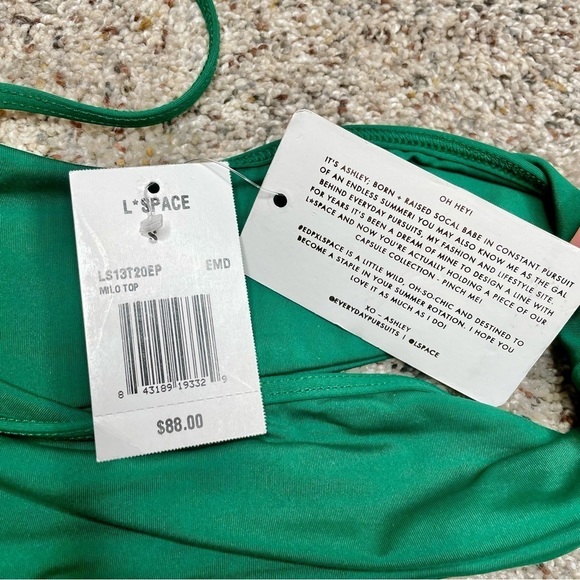 L*SPACE
S
LS13T20EP EMD
MILO TOP
8 43189 19332 9
$88.00
OH HEY!
IT'S ASHLEY; BORN + RAISED SOCAL BABE IN CONSTANT PURSUIT
OF AN ENDLESS SUMMER! YOU MAY ALSO KNOW ME AS THE GAL
BEHIND EVERYDAY PURSUITS, MY FASHION AND LIFESTYLE SITE.
FOR YEARS IT'S BEEN A DREAM OF MINE TO DESIGN A LINE WITH
L*SPACE AND NOW YOU'RE ACTUALLY HOLDING A PIECE OF OUR
CAPSULE COLLECTION - PINCH ME!
#EDPXLSPACE IS A LITTLE WILD, OH-SO-CHIC AND DESTINED TO
BECOME A STAPLE IN YOUR SUMMER ROTATION. I HOPE YOU
LOVE IT AS MUCH AS I DO!
XO - ASHLEY
@EVERYDAYPURSUITS | @LSPACE